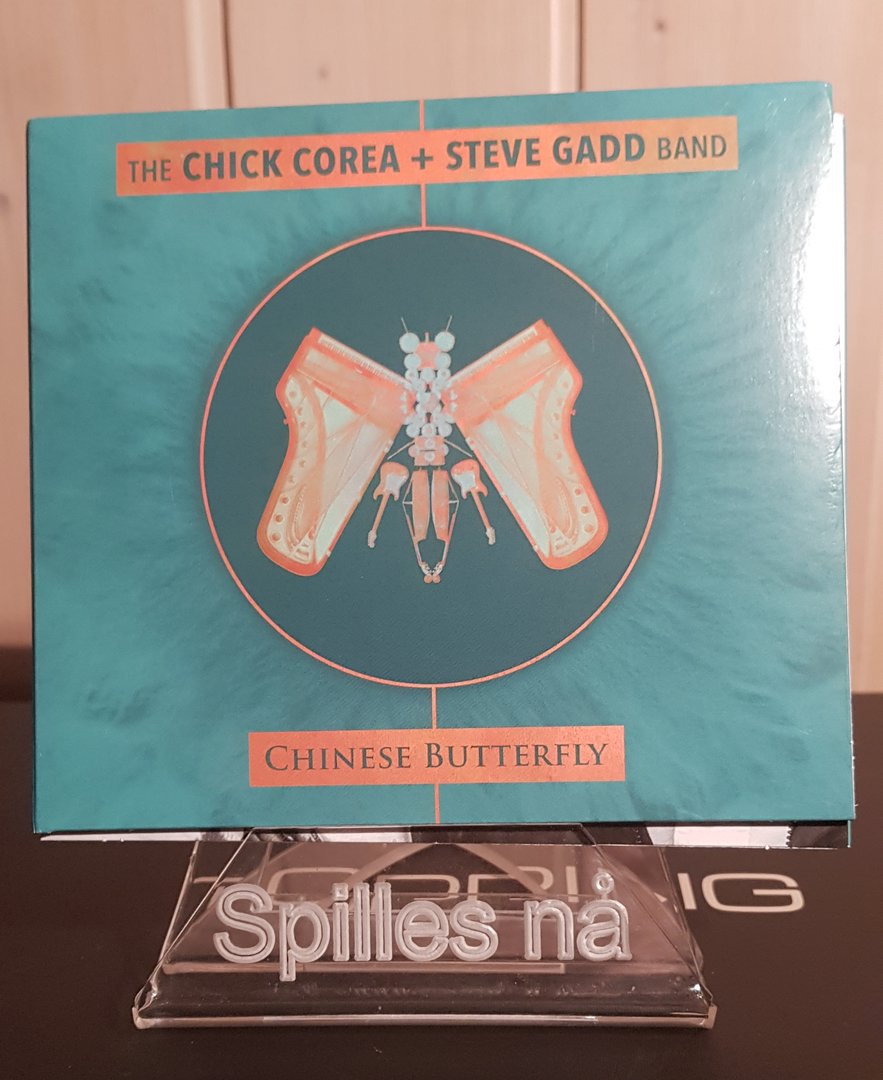 THE CHICK COREA + STEVE GADD BAND
CHINESE BUTTERFLY
Spilles nå